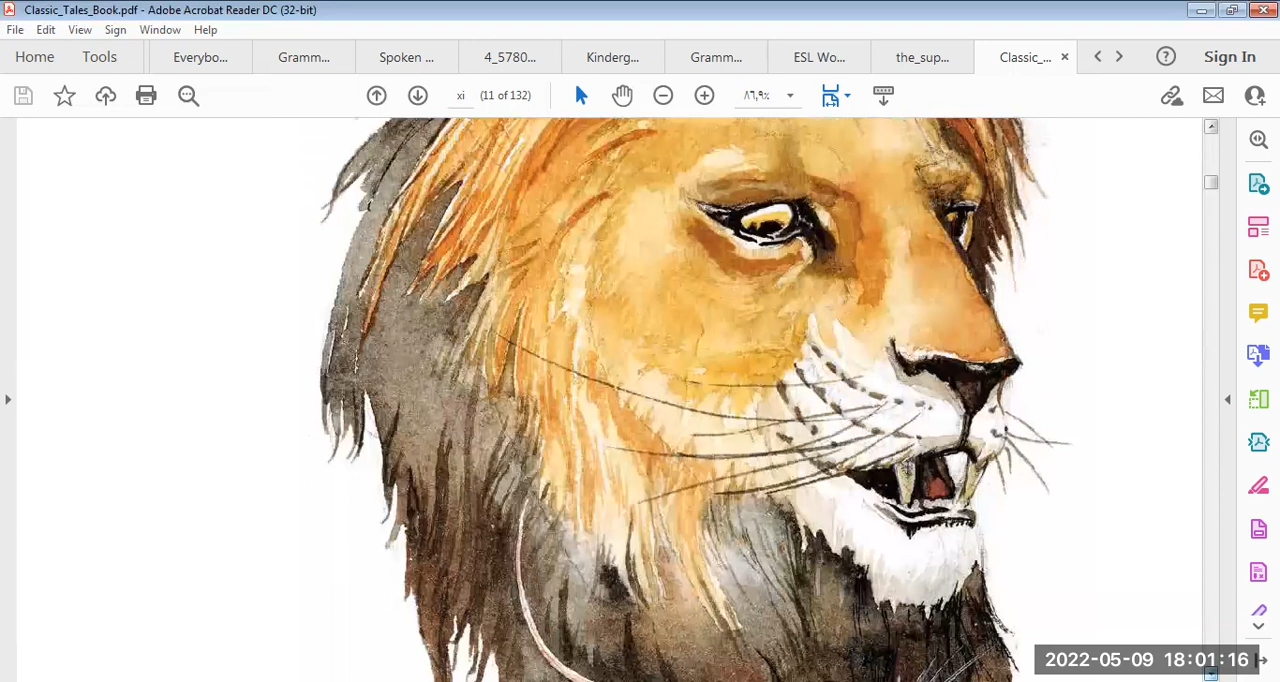 Classic_Tales_Book.pdf - Adobe Acrobat Reader DC (32-bit)
File Edit View Sign Window Help
Home Tools Everybo... Gramm... Spoken ... 4_5780... Kinderg... Gramm... ESL Wo... the_sup... Classic_... Sign In
xi (11 of 132) ٨٦,٩%
2022-05-09 18:01:16